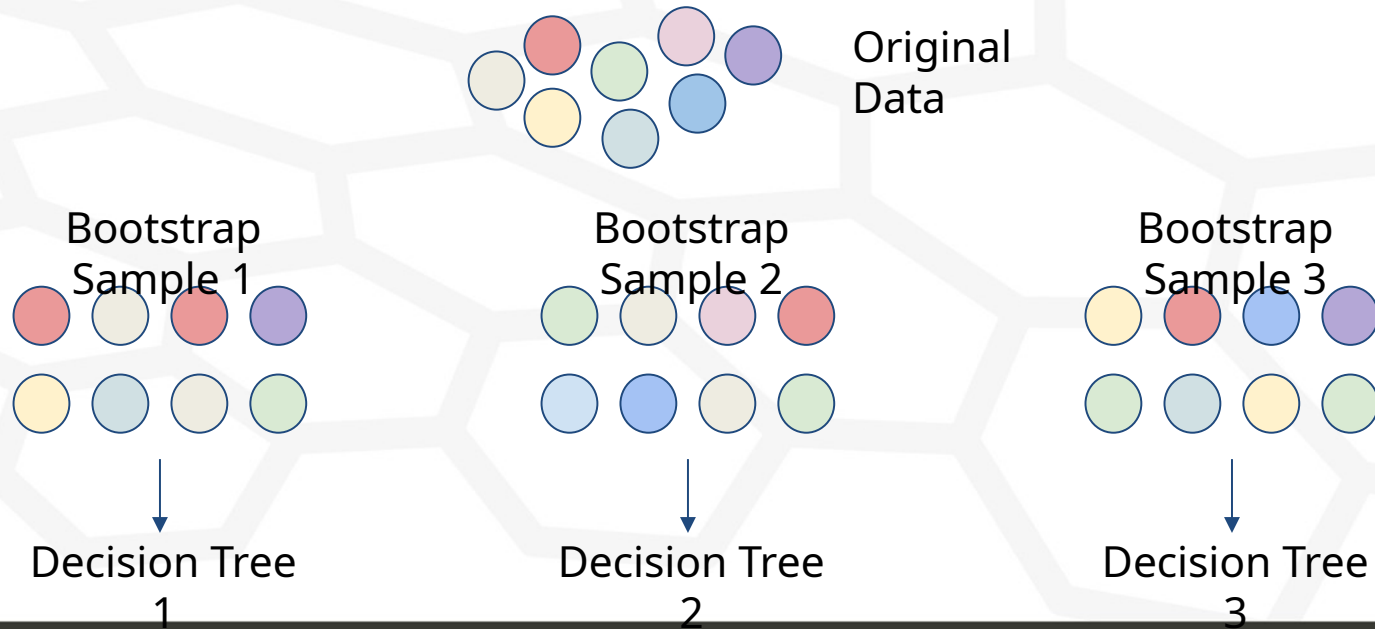 Original
Data
Bootstrap
Sample 1
Bootstrap
Sample 2
Bootstrap
Sample 3
Decision Tree
1
Decision Tree
2
Decision Tree
3